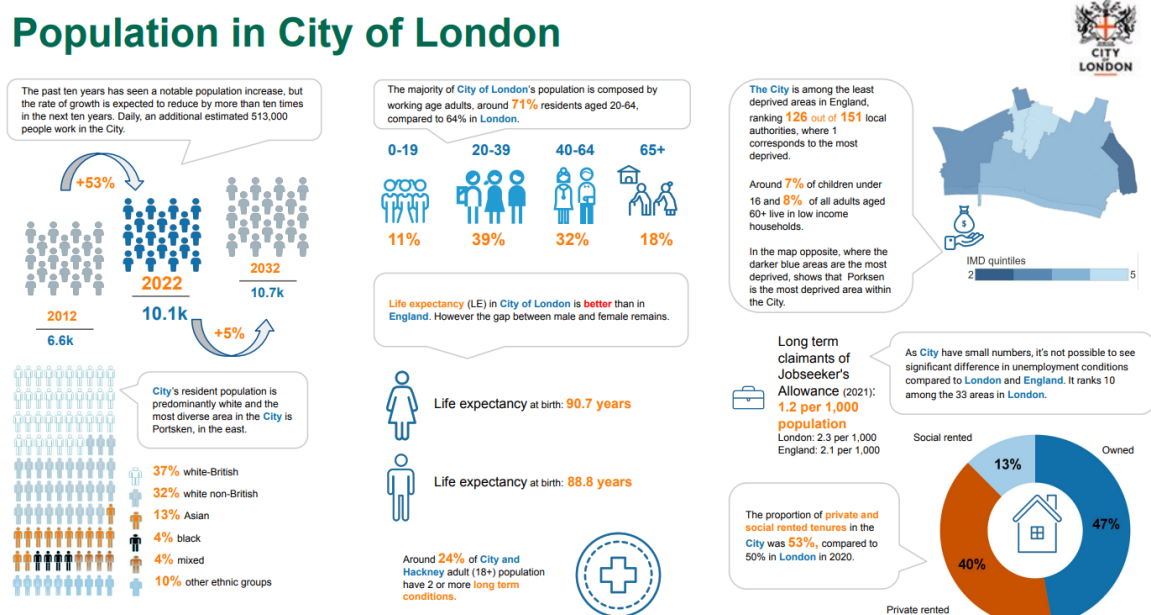 Population in City of London
CITY
OF
LONDON
The past ten years has seen a notable population increase, but
the rate of growth is expected to reduce by more than ten times
in the next ten years. Daily, an additional estimated 513,000
people work in the City.
+53%
2012
6.6k
2022
10.1k
2032
10.7k
+5%
City's resident population is
predominantly white and the
most diverse area in the City is
Portsken, in the east.
37% white-British
32% white non-British
13% Asian
4% black
4% mixed
10% other ethnic groups
The majority of City of London's population is composed by
working age adults, around 71% residents aged 20-64,
compared to 64% in London.
0-19
20-39
40-64
65+
11%
39%
32%
18%
Life expectancy (LE) in City of London is better than in
England. However the gap between male and female remains.
Life expectancy at birth: 90.7 years
Life expectancy at birth: 88.8 years
Around 24% of City and
Hackney adult (18+) population
have 2 or more long term
conditions.
The City is among the least
deprived areas in England,
ranking 126 out of 151 local
authorities, where 1
corresponds to the most
deprived.
Around 7% of children under
16 and 8% of all adults aged
60+ live in low income
households.
In the map opposite, where the
darker blue areas are the most
deprived, shows that Porksen
is the most deprived area within
the City.
$
IMD quintiles
2
5
Long term
claimants of
Jobseeker's
Allowance (2021):
1.2 per 1,000
population
London: 2.3 per 1,000
England: 2.1 per 1,000
As City have small numbers, it's not possible to see
significant difference in unemployment conditions
compared to London and England. It ranks 10
among the 33 areas in London.
The proportion of private and
social rented tenures in the
City was 53%, compared to
50% in London in 2020.
Social rented
13%
Owned
47%
40%
Private rented